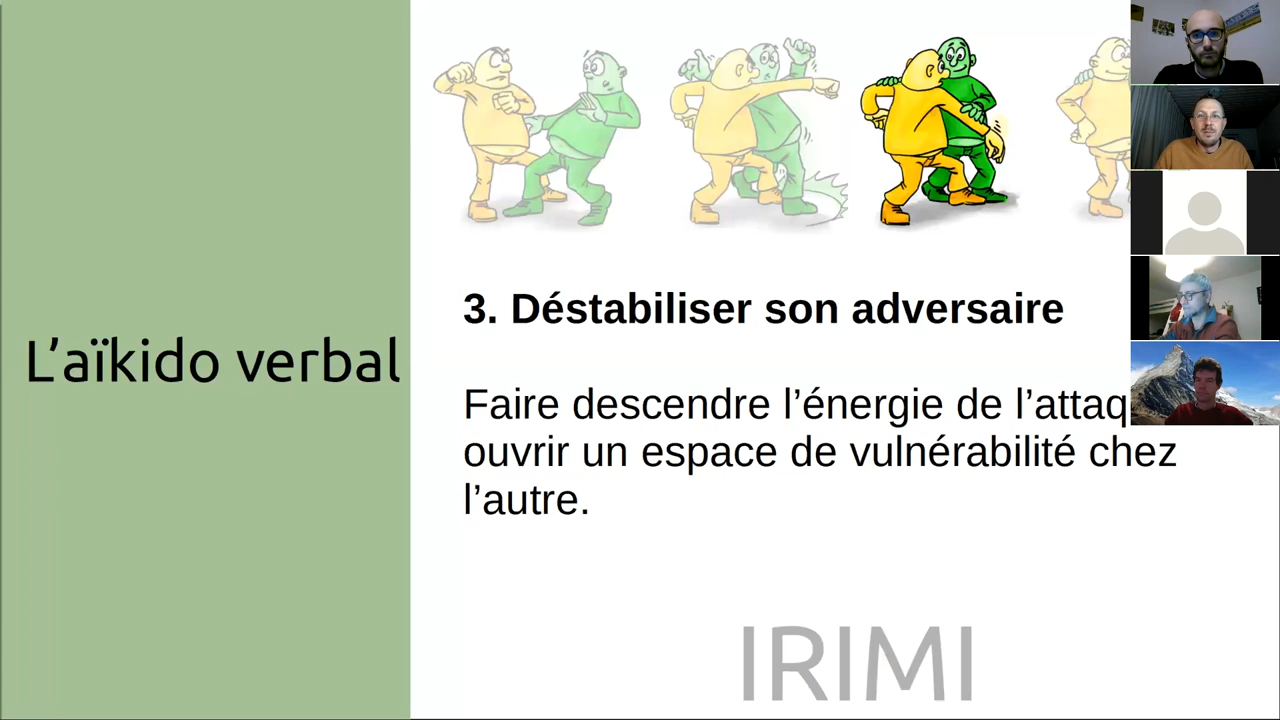 L’aïkido verbal
3. Déstabiliser son adversaire
Faire descendre l’énergie de l’attaq
ouvrir un espace de vulnérabilité chez
l’autre.
IRIMI